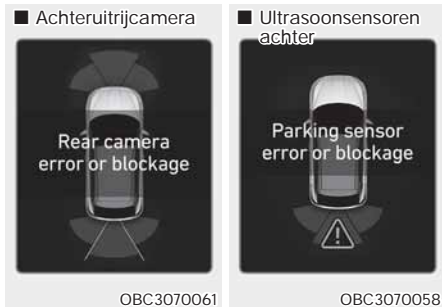 ■ Achteruitrijcamera
Rear camera
error or blockage
OBC3070061
■ Ultrasoonsensoren
achter
Parking sensor
error or blockage
OBC3070058